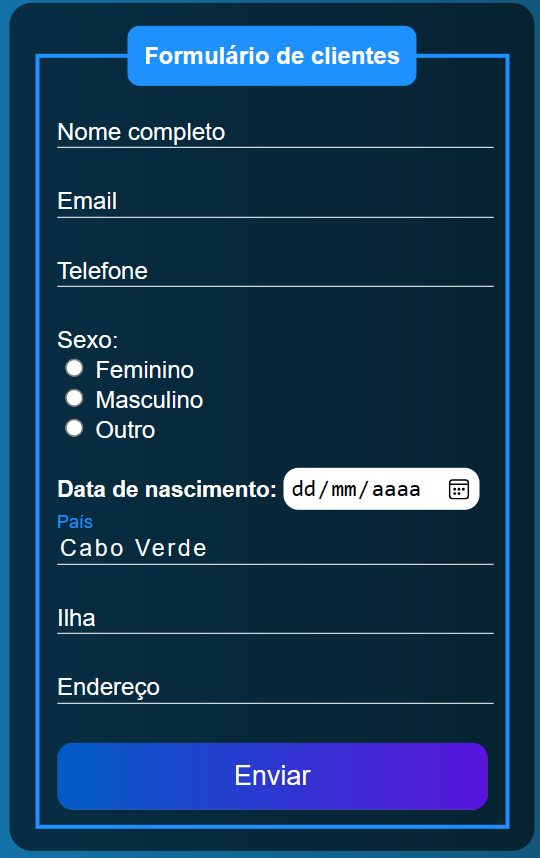 Formulário de clientes
Nome completo
Email
Telefone
Sexo:
Feminino
Masculino
Outro
Data de nascimento: dd/mm/aaaa
País
Cabo Verde
Ilha
Endereço
Enviar